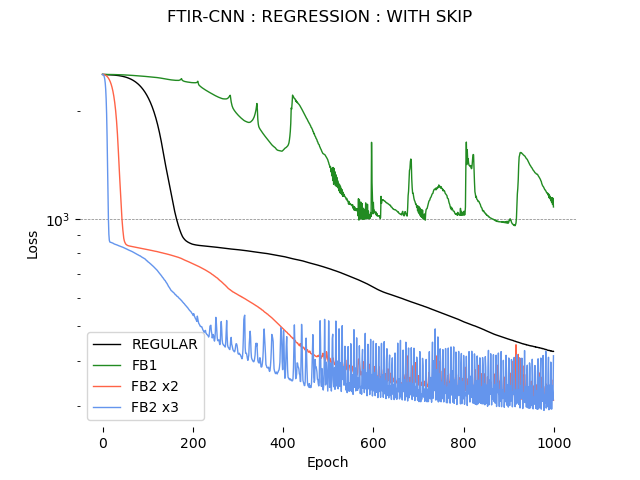 FTIR-CNN : REGRESSION : WITH SKIP
Loss
10³
REGULAR
FB1
FB2 x2
FB2 x3
0 200 400 600 800 1000
Epoch